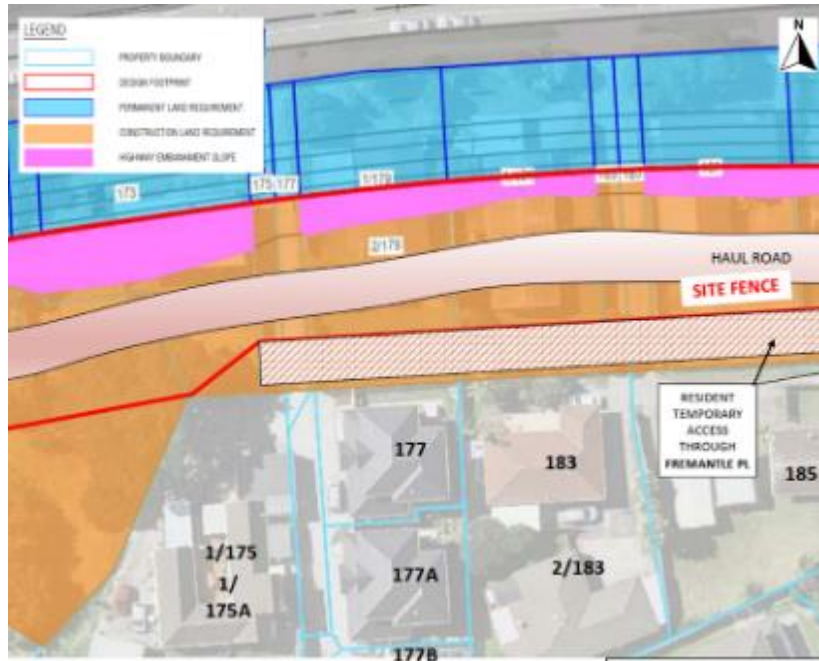 LEGEND
PROPERTY BOUNDARY
DESIGN FOOTPRINT
PERMANENT LAND REQUIREMENT
CONSTRUCTION LAND REQUIREMENT
HIGHWAY EMBANKMENT SLOPE
N
173
175
177
1/179
2/179
HAUL ROAD
SITE FENCE
RESIDENT
TEMPORARY
ACCESS
THROUGH
FREMANTLE PL
177
183
185
1/175
1/
175A
177A
2/183
177B